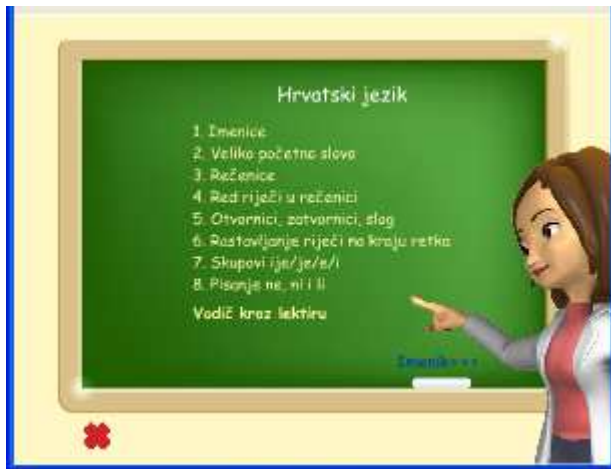 Hrvatski jezik
1. Imenice
2. Veliko početno slovo
3. Rečenice
4. Red riječi u rečenici
5. Otvornici, zatvornici, slog
6. Rastavljanje riječi na kraju retka
7. Skupovi ije/je/e/i
8. Pisanje ne, ni i li
Vodič kroz lektiru
Imenik>>>